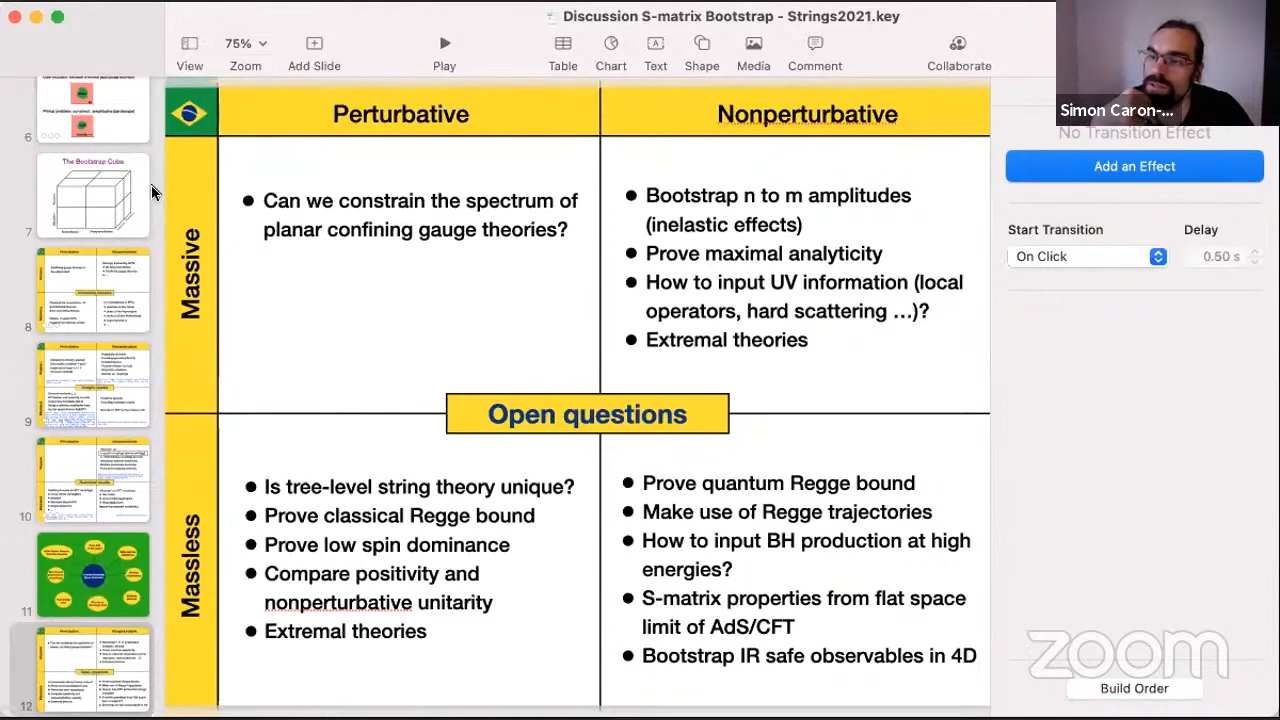 Discussion S-matrix Bootstrap - Strings2021.key
75%
View
Zoom
Add Slide
Play
Table
Chart
Text
Shape
Media
Comment
Collaborate
Simon Caron-...
No Transition Effect
Add an Effect
Start Transition
Delay
On Click
0.50 s
6
The Bootstrap Cube
7
8
9
10
11
12
Perturbative
Nonperturbative
Massive
Can we constrain the spectrum of
planar confining gauge theories?
Bootstrap n to m amplitudes
(inelastic effects)
Prove maximal analyticity
How to input UV information (local
operators, hard scattering ...)?
Extremal theories
Open questions
Massless
Is tree-level string theory unique?
Prove classical Regge bound
Prove low spin dominance
Compare positivity and
nonperturbative unitarity
Extremal theories
Prove quantum Regge bound
Make use of Regge trajectories
How to input BH production at high
energies?
S-matrix properties from flat space
limit of AdS/CFT
Bootstrap IR safe observables in 4D
zoom
Build Order